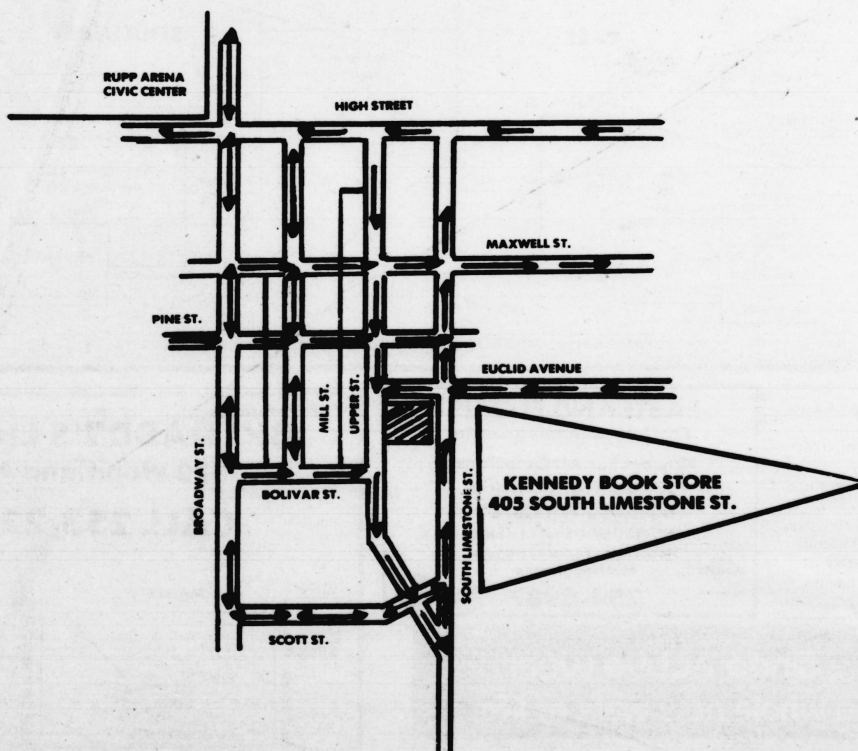 RUPP ARENA
CIVIC CENTER
HIGH STREET
MAXWELL ST.
PINE ST.
EUCLID AVENUE
MILL ST.
UPPER ST.
BROADWAY ST.
BOLIVAR ST.
SOUTH LIMESTONE ST.
KENNEDY BOOK STORE
405 SOUTH LIMESTONE ST.
SCOTT ST.